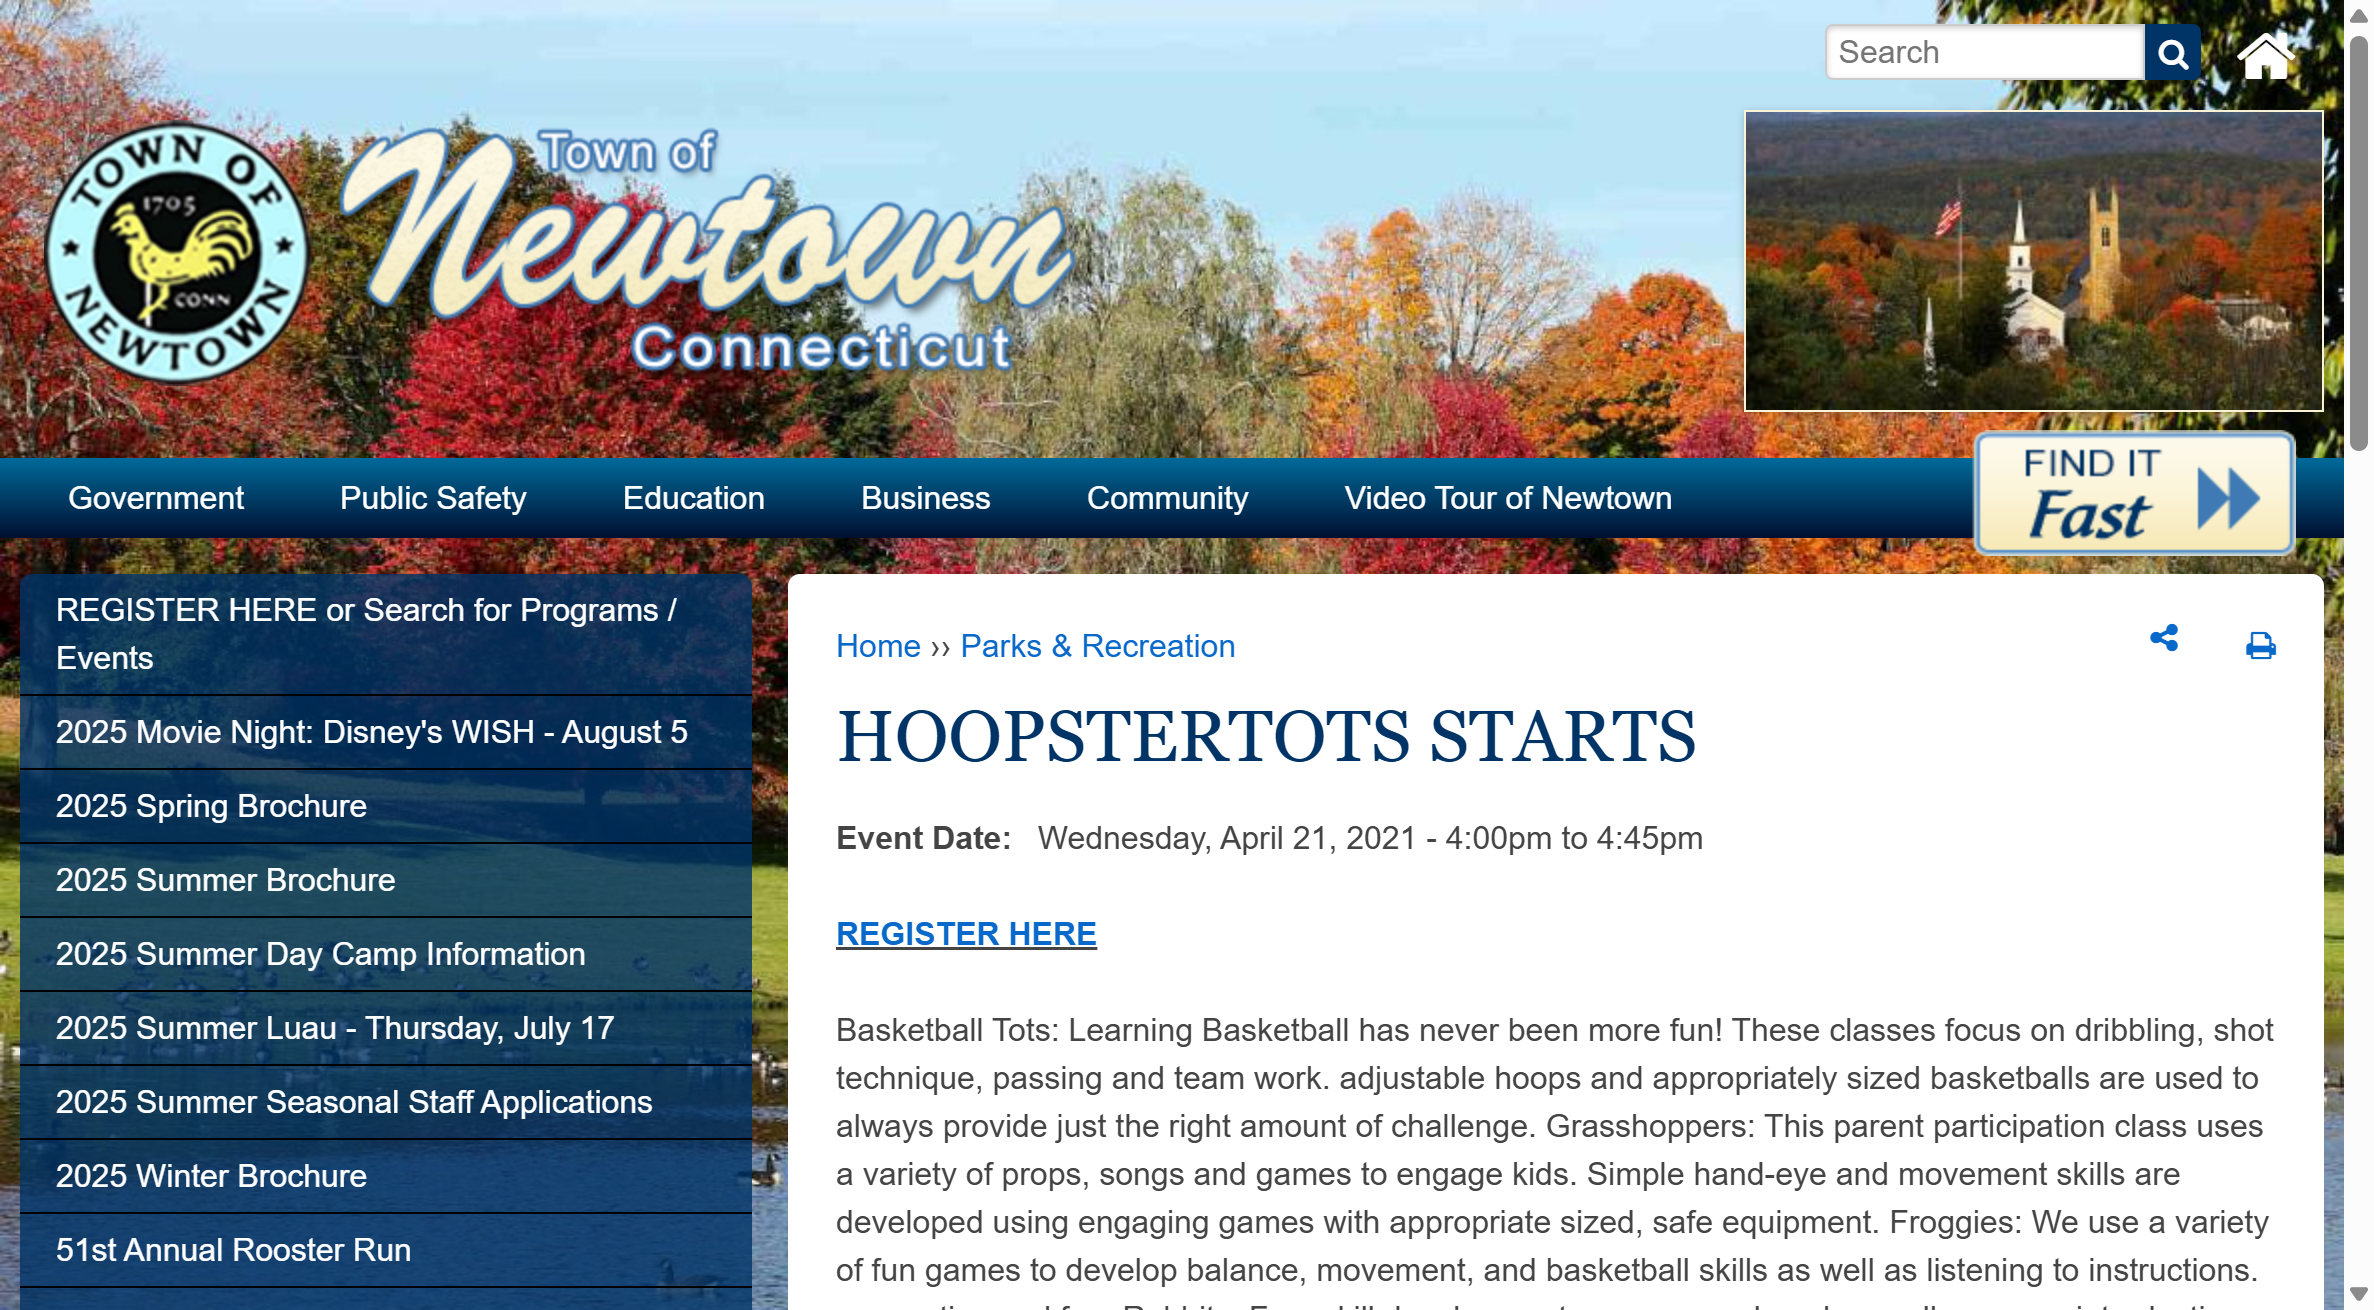 Search
TOWN OF
1705
CONN
NEWTOWN
Town of
Newtown
Connecticut
FIND IT
Fast
Government Public Safety Education Business Community Video Tour of Newtown
REGISTER HERE or Search for Programs /
Events
2025 Movie Night: Disney's WISH - August 5
2025 Spring Brochure
2025 Summer Brochure
2025 Summer Day Camp Information
2025 Summer Luau - Thursday, July 17
2025 Summer Seasonal Staff Applications
2025 Winter Brochure
51st Annual Rooster Run
Home ›› Parks & Recreation
HOOPSTERTOTS STARTS
Event Date: Wednesday, April 21, 2021 - 4:00pm to 4:45pm
REGISTER HERE
Basketball Tots: Learning Basketball has never been more fun! These classes focus on dribbling, shot
technique, passing and team work. adjustable hoops and appropriately sized basketballs are used to
always provide just the right amount of challenge. Grasshoppers: This parent participation class uses
a variety of props, songs and games to engage kids. Simple hand-eye and movement skills are
developed using engaging games with appropriate sized, safe equipment. Froggies: We use a variety
of fun games to develop balance, movement, and basketball skills as well as listening to instructions.